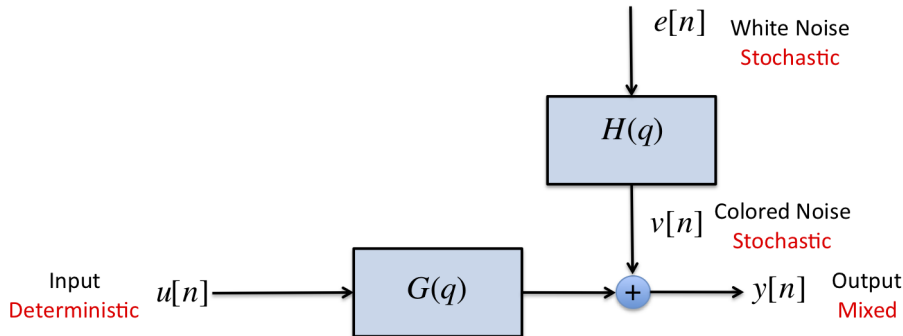 e[n] White Noise
Stochastic
H(q)
v[n] Colored Noise
Stochastic
Input
Deterministic u[n]
G(q)
+
y[n] Output
Mixed